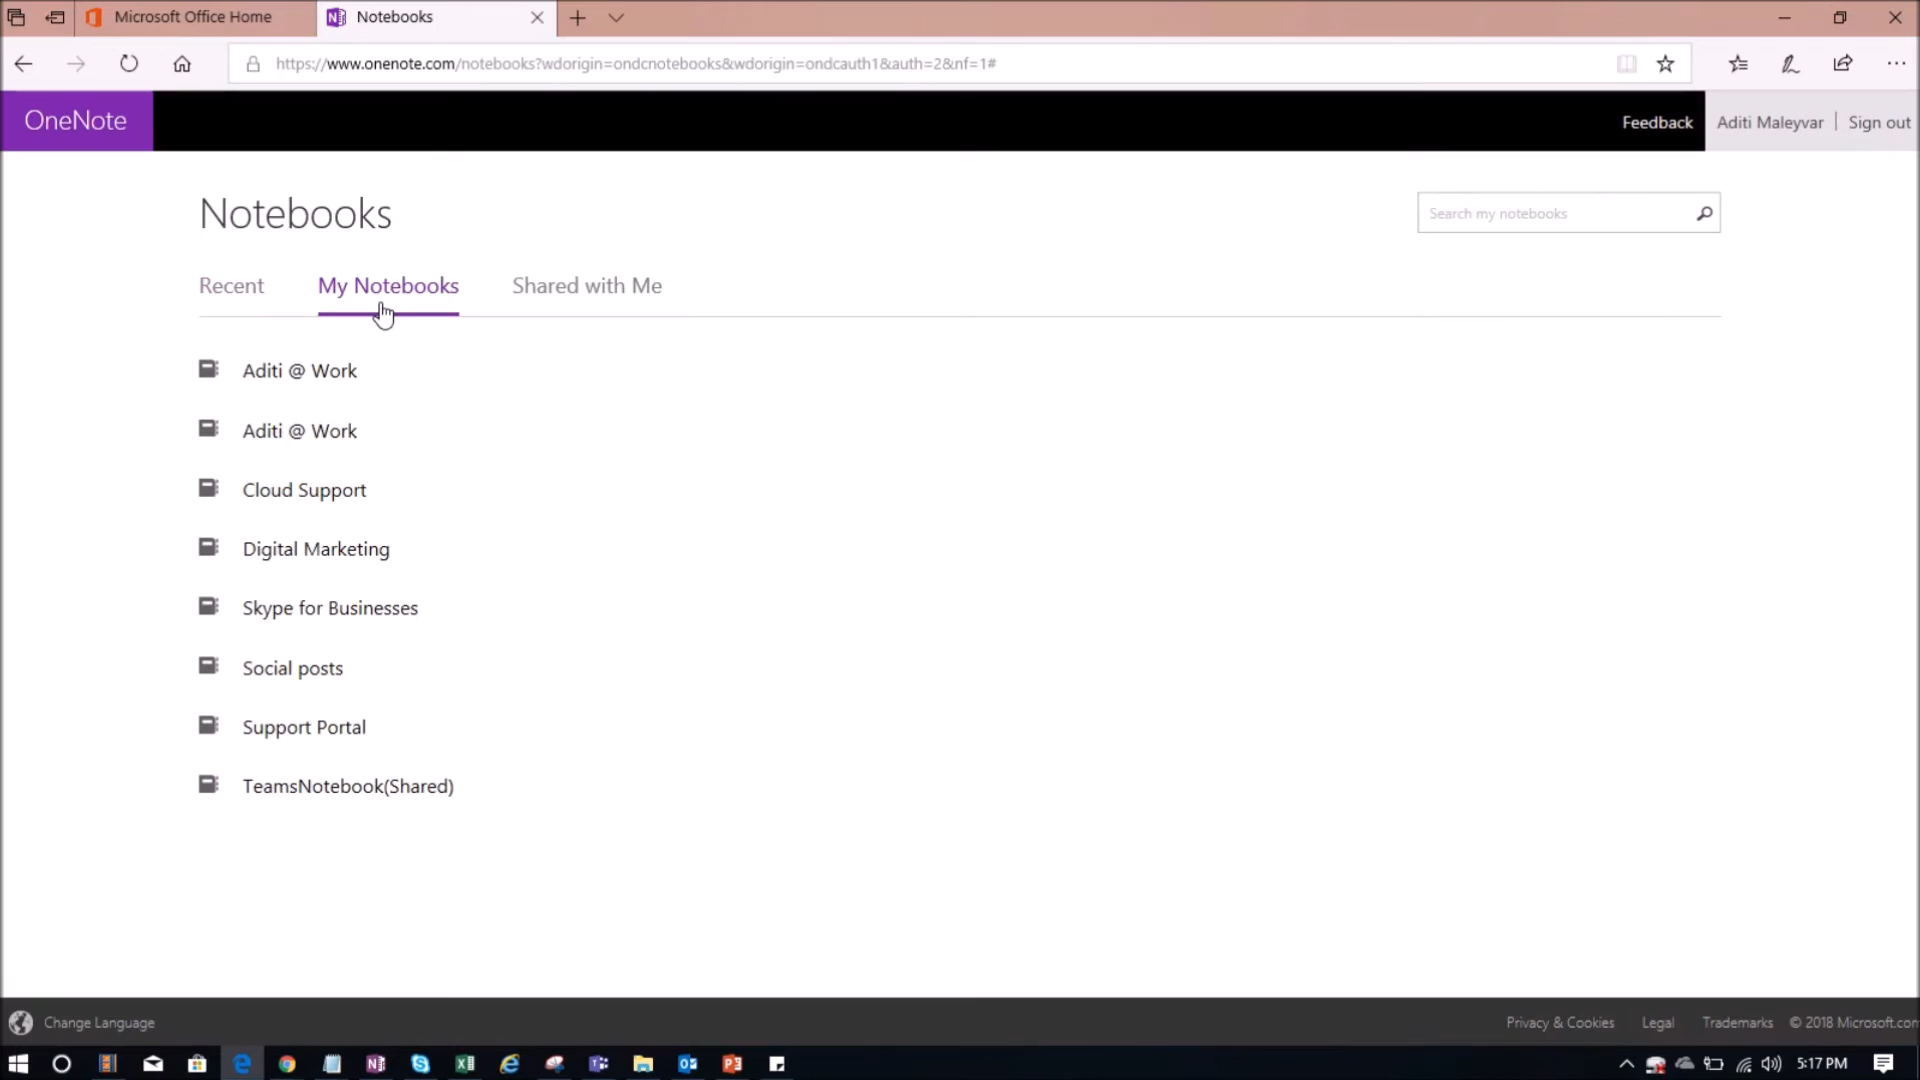 Microsoft Office Home
Notebooks
https://www.onenote.com/notebooks?wdorigin=ondcnotebooks&wdorigin=ondcauth1&auth=2&nf=1#
OneNote
Feedback
Aditi Maleyvar | Sign out
Notebooks
Search my notebooks
Recent
My Notebooks
Shared with Me
Aditi @ Work
Aditi @ Work
Cloud Support
Digital Marketing
Skype for Businesses
Social posts
Support Portal
TeamsNotebook(Shared)
Change Language
Privacy & Cookies
Legal
Trademarks
© 2018 Microsoft.com
5:17 PM